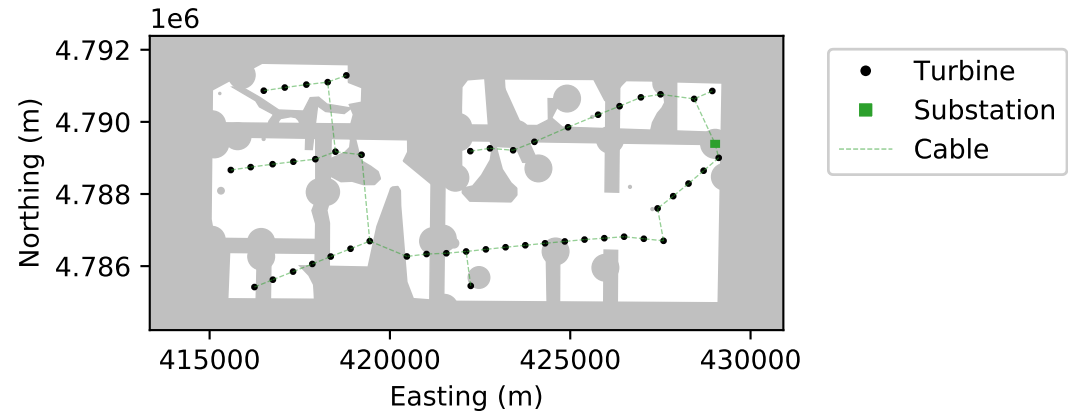 1e6
4.792
4.790
4.788
4.786
Northing (m)
415000 420000 425000 430000
Easting (m)
Turbine
Substation
Cable